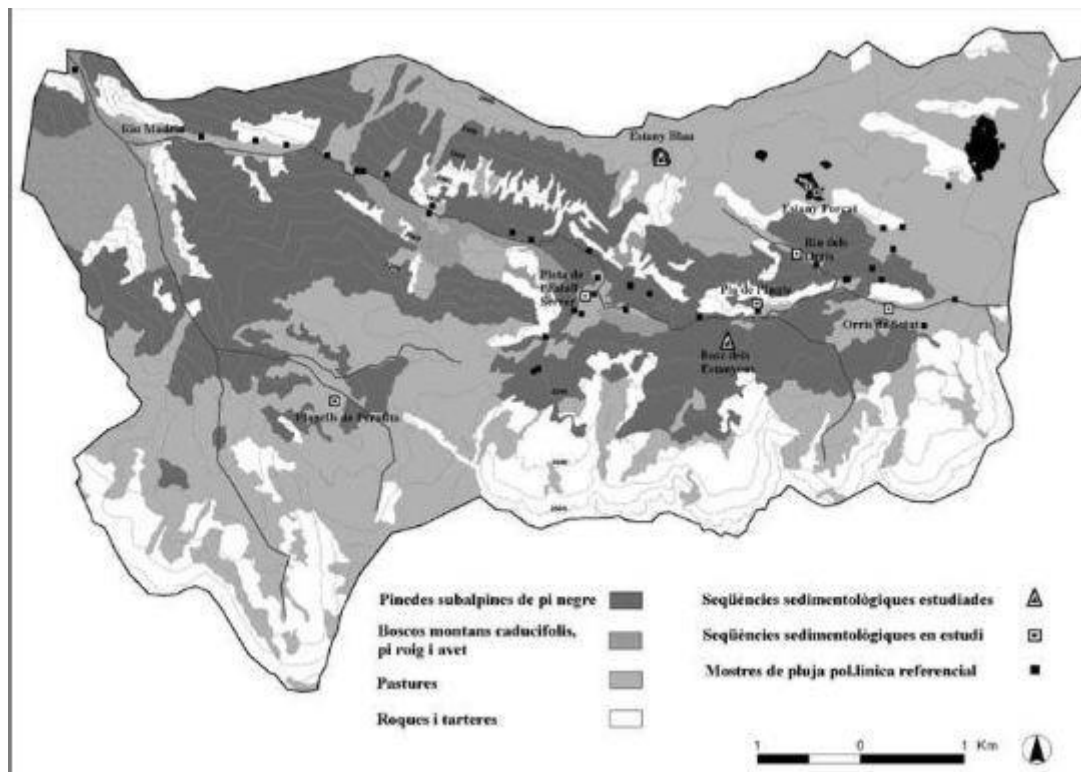 Riu Madriu
Estany Blau
Estany Forcat
Riu dels
Orris
Pleta de
Serrer
Pla de
Orris de Setut
Bosc dels
Estanyons
Planells de Perafita
Pinedes subalpines de pi negre
Boscos montans caducifolis,
pi roig i avet
Pastures
Roques i tarteres
Seqüències sedimentològiques estudiades
Seqüències sedimentològiques en estudi
Mostres de pluja pol.línica referencial
1 0 1 Km